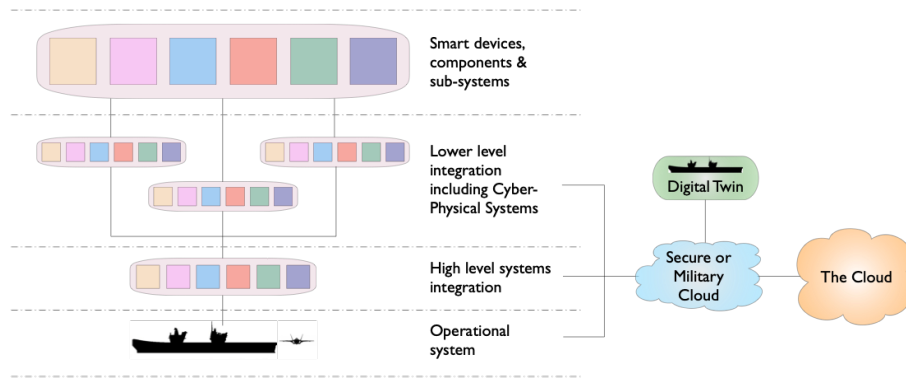 Smart devices,
components &
sub-systems
Lower level
integration
including Cyber-
Physical Systems
High level systems
integration
Operational
system
Digital Twin
Secure or
Military
Cloud
The Cloud